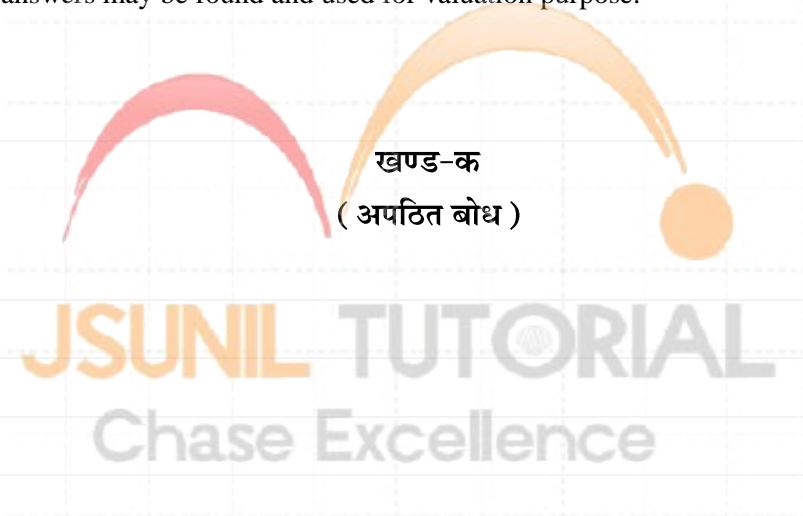 answers may be found and used for valuation purpose.
खण्ड-क
( अपठित बोध )
JSUNIL TUTORIAL
Chase Excellence